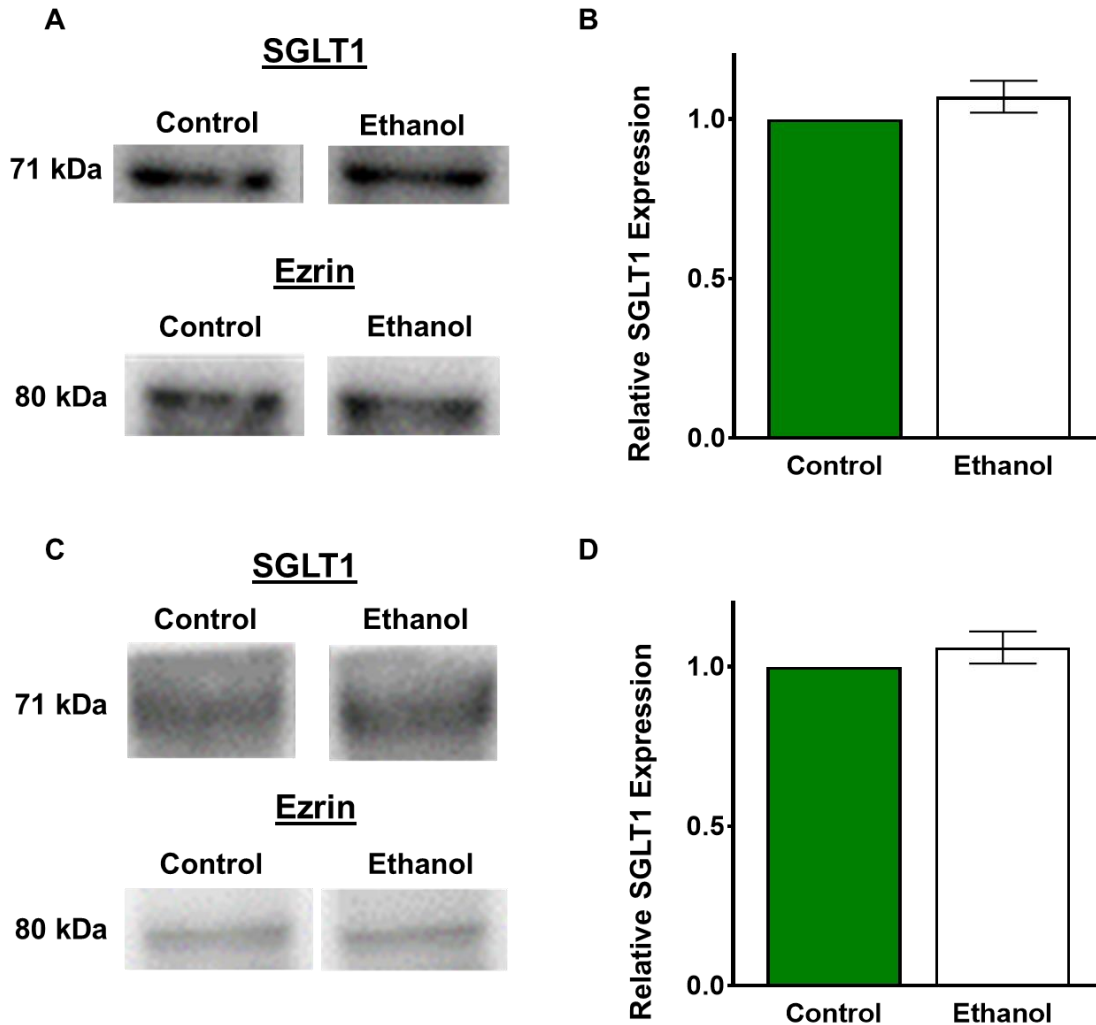 A
SGLT1
Control Ethanol
71 kDa
Ezrin
Control Ethanol
80 kDa
B
Relative SGLT1 Expression
1.0
0.5
0.0
Control Ethanol
C
SGLT1
Control Ethanol
71 kDa
Ezrin
Control Ethanol
80 kDa
D
Relative SGLT1 Expression
1.0
0.5
0.0
Control Ethanol